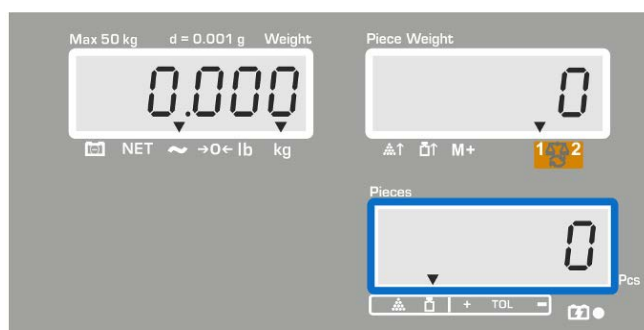 Max 50 kg d = 0.001 g Weight
0.000
NET →0← lb kg
Piece Weight
0
M+ 1 2
Pieces
0
Pcs
+ TOL -